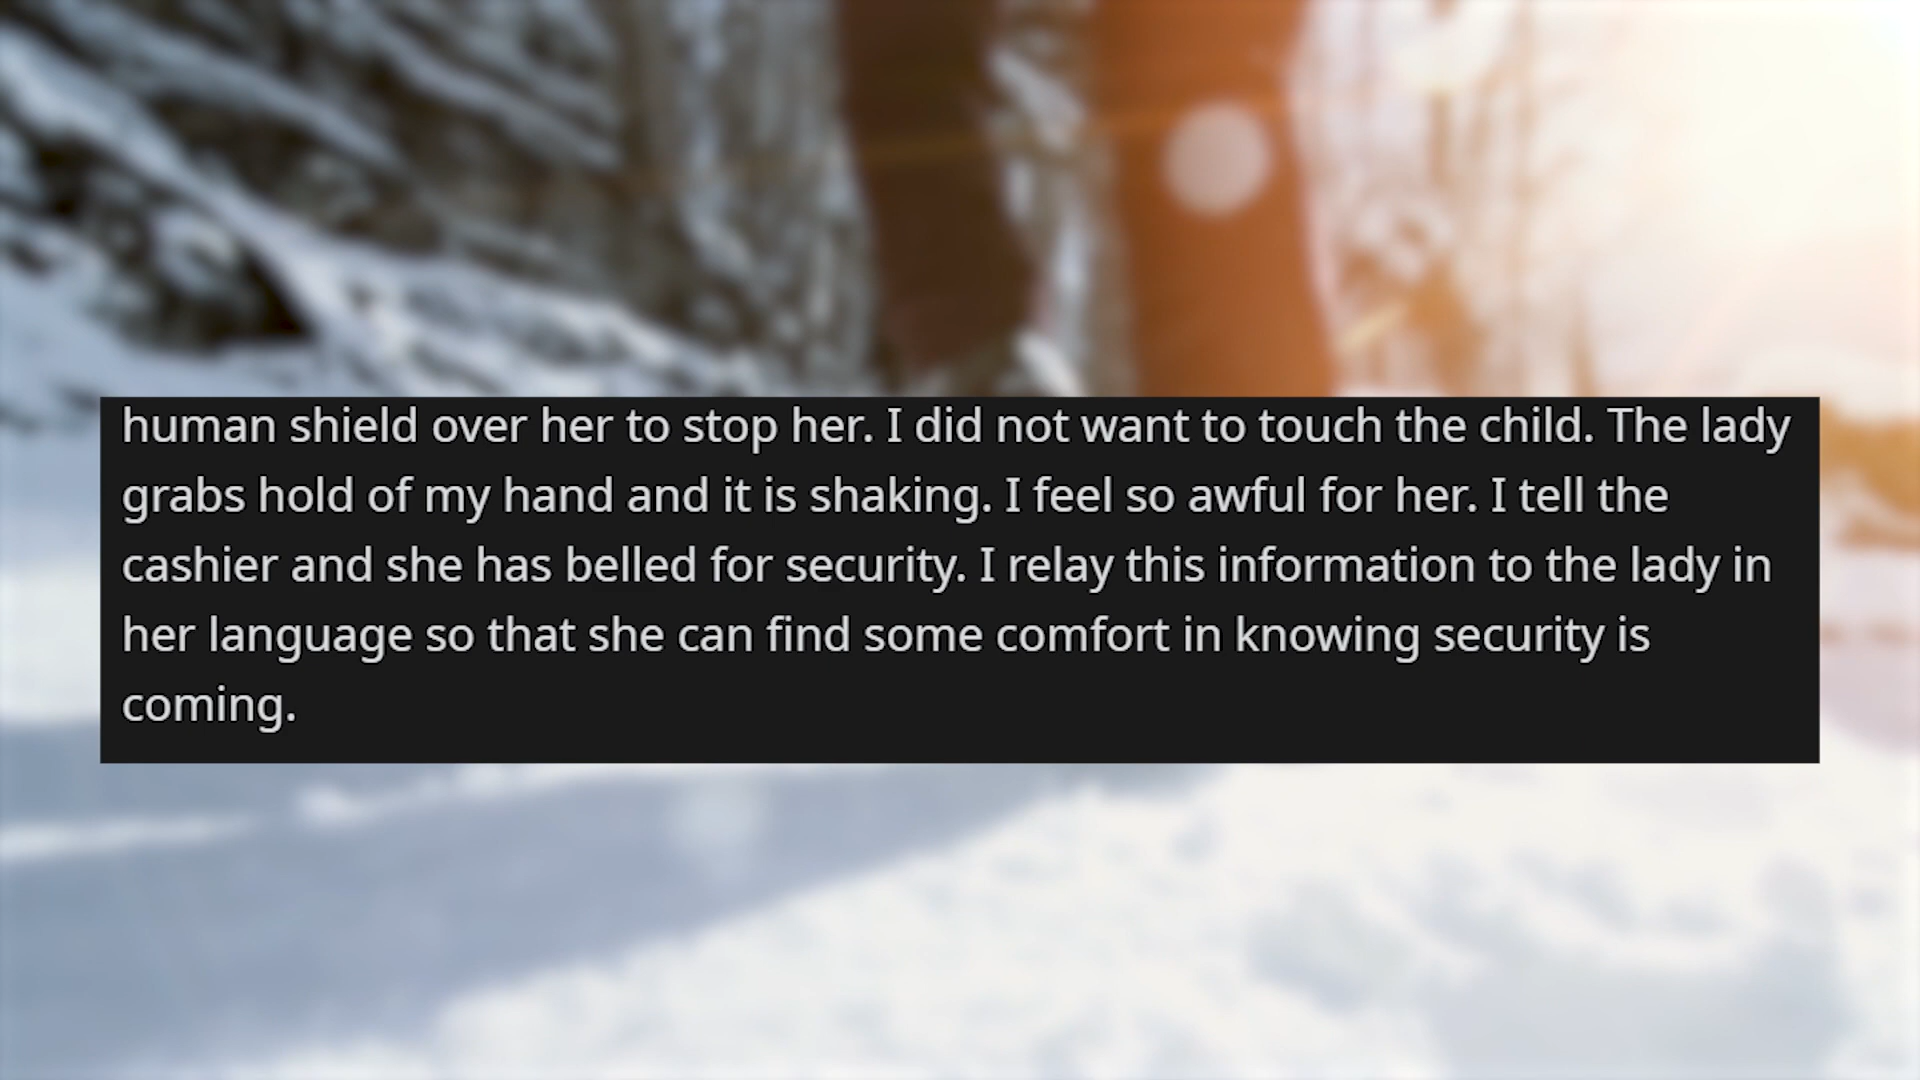 human shield over her to stop her. I did not want to touch the child. The lady
grabs hold of my hand and it is shaking. I feel so awful for her. I tell the
cashier and she has belled for security. I relay this information to the lady in
her language so that she can find some comfort in knowing security is
coming.